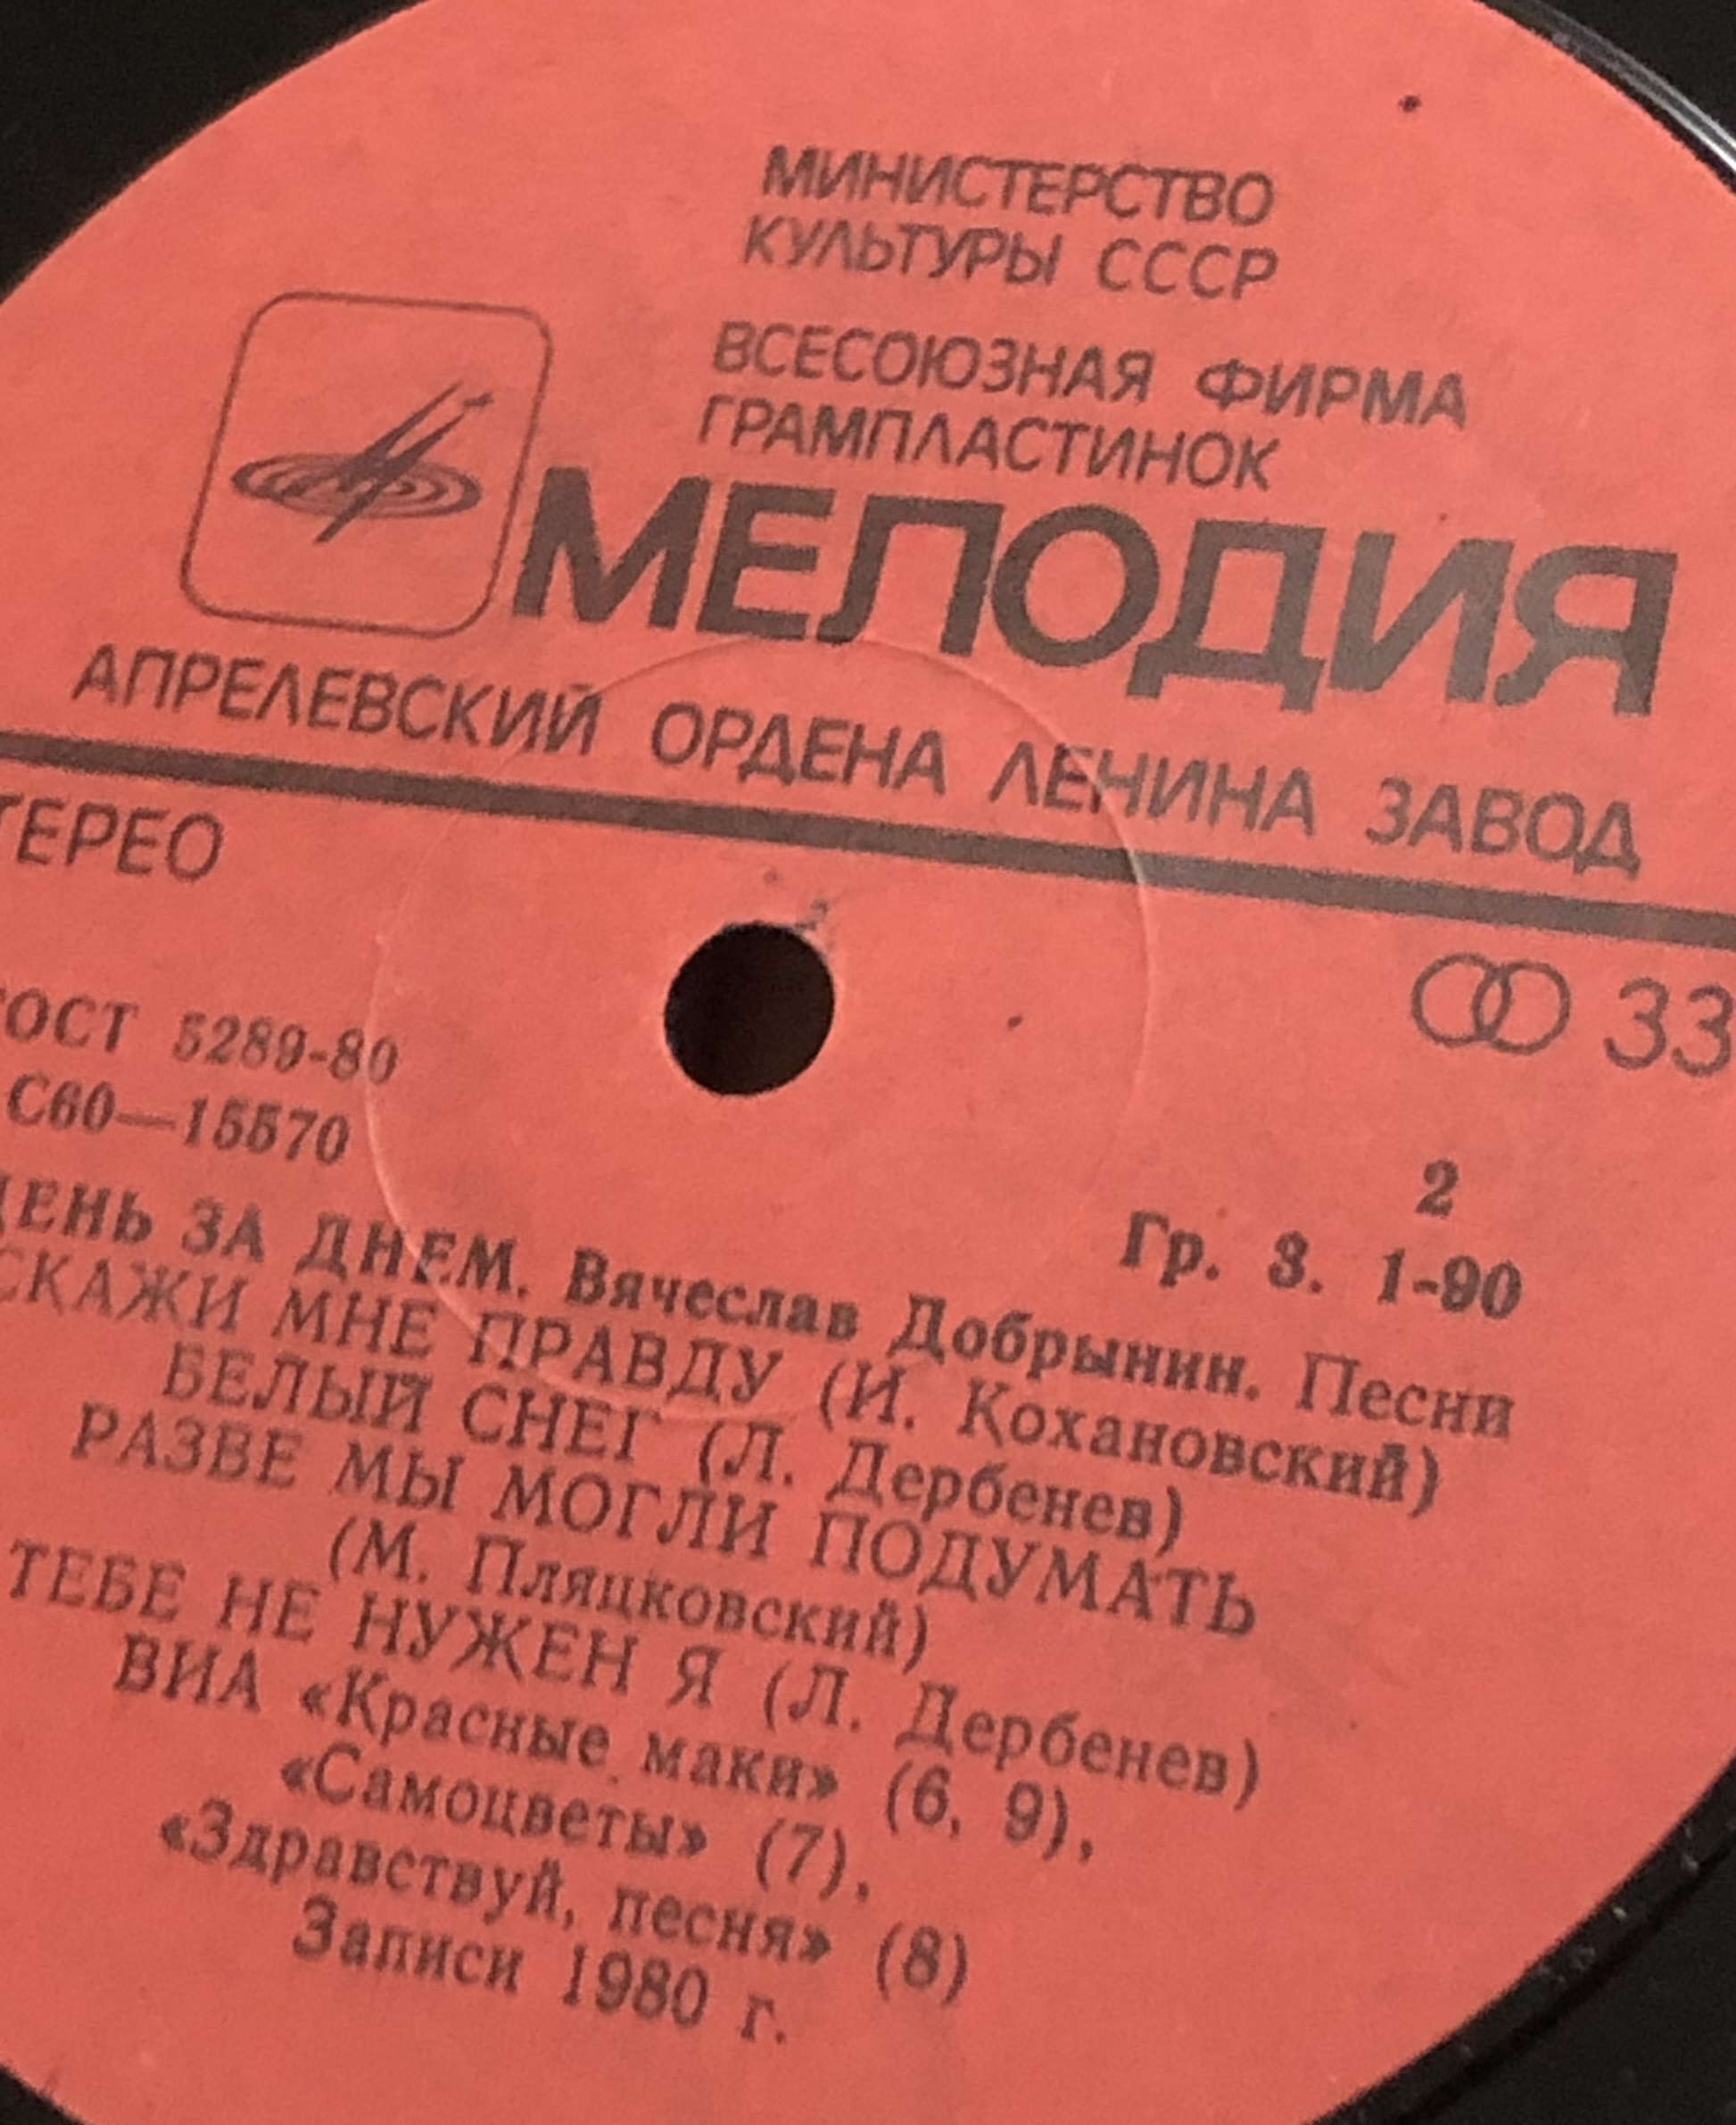 МИНИСТЕРСТВО
КУЛЬТУРЫ СССР
ВСЕСОЮЗНАЯ ФИРМА
ГРАМПЛАСТИНОК
МЕЛОДИЯ
АПРЕЛЕВСКИЙ ОРДЕНА ЛЕНИНА ЗАВОД
ТЕРЕО
33
ГОСТ 5289-80
С60—15570
2
Гр. 3. 1-90
ДЕНЬ ЗА ДНЕМ. Вячеслав Добрынин. Песни
СКАЖИ МНЕ ПРАВДУ (И. Кохановский)
БЕЛЫЙ СНЕГ (Л. Дербенев)
РАЗВЕ МЫ МОГЛИ ПОДУМАТЬ
(М. Пляцковский)
ТЕБЕ НЕ НУЖЕН Я (Л. Дербенев)
ВИА «Красные маки» (6, 9),
«Самоцветы» (7),
«Здравствуй, песня» (8)
Записи 1980 г.